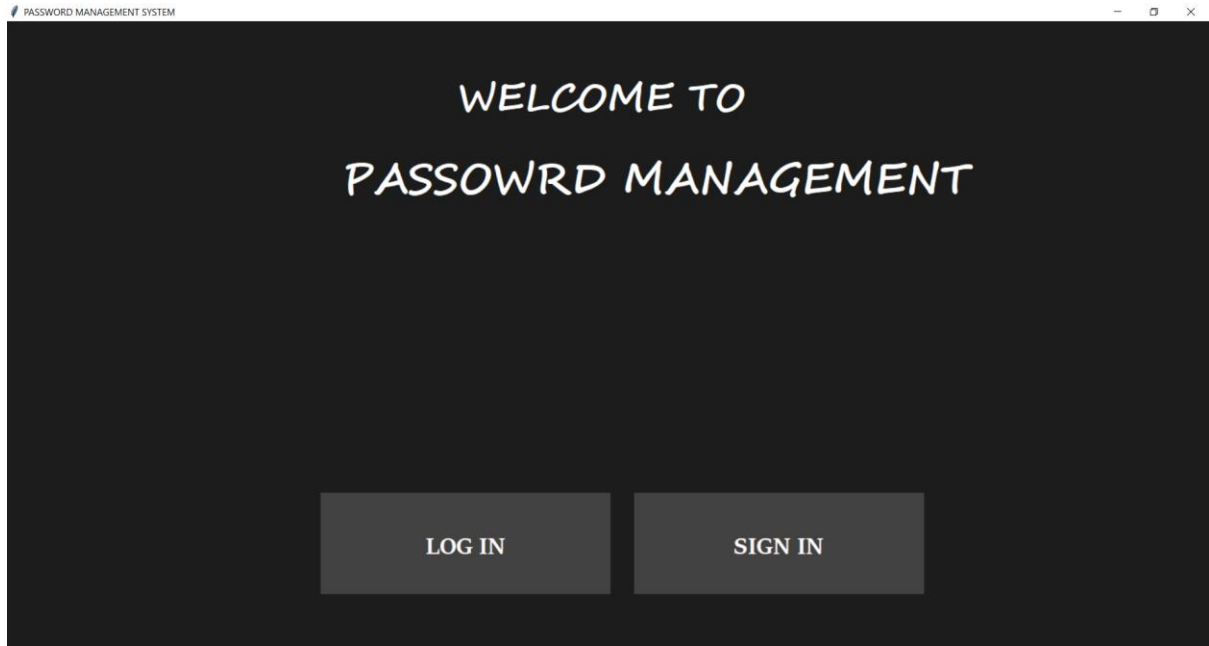 PASSWORD MANAGEMENT SYSTEM
WELCOME TO
PASSOWRD MANAGEMENT
LOG IN
SIGN IN